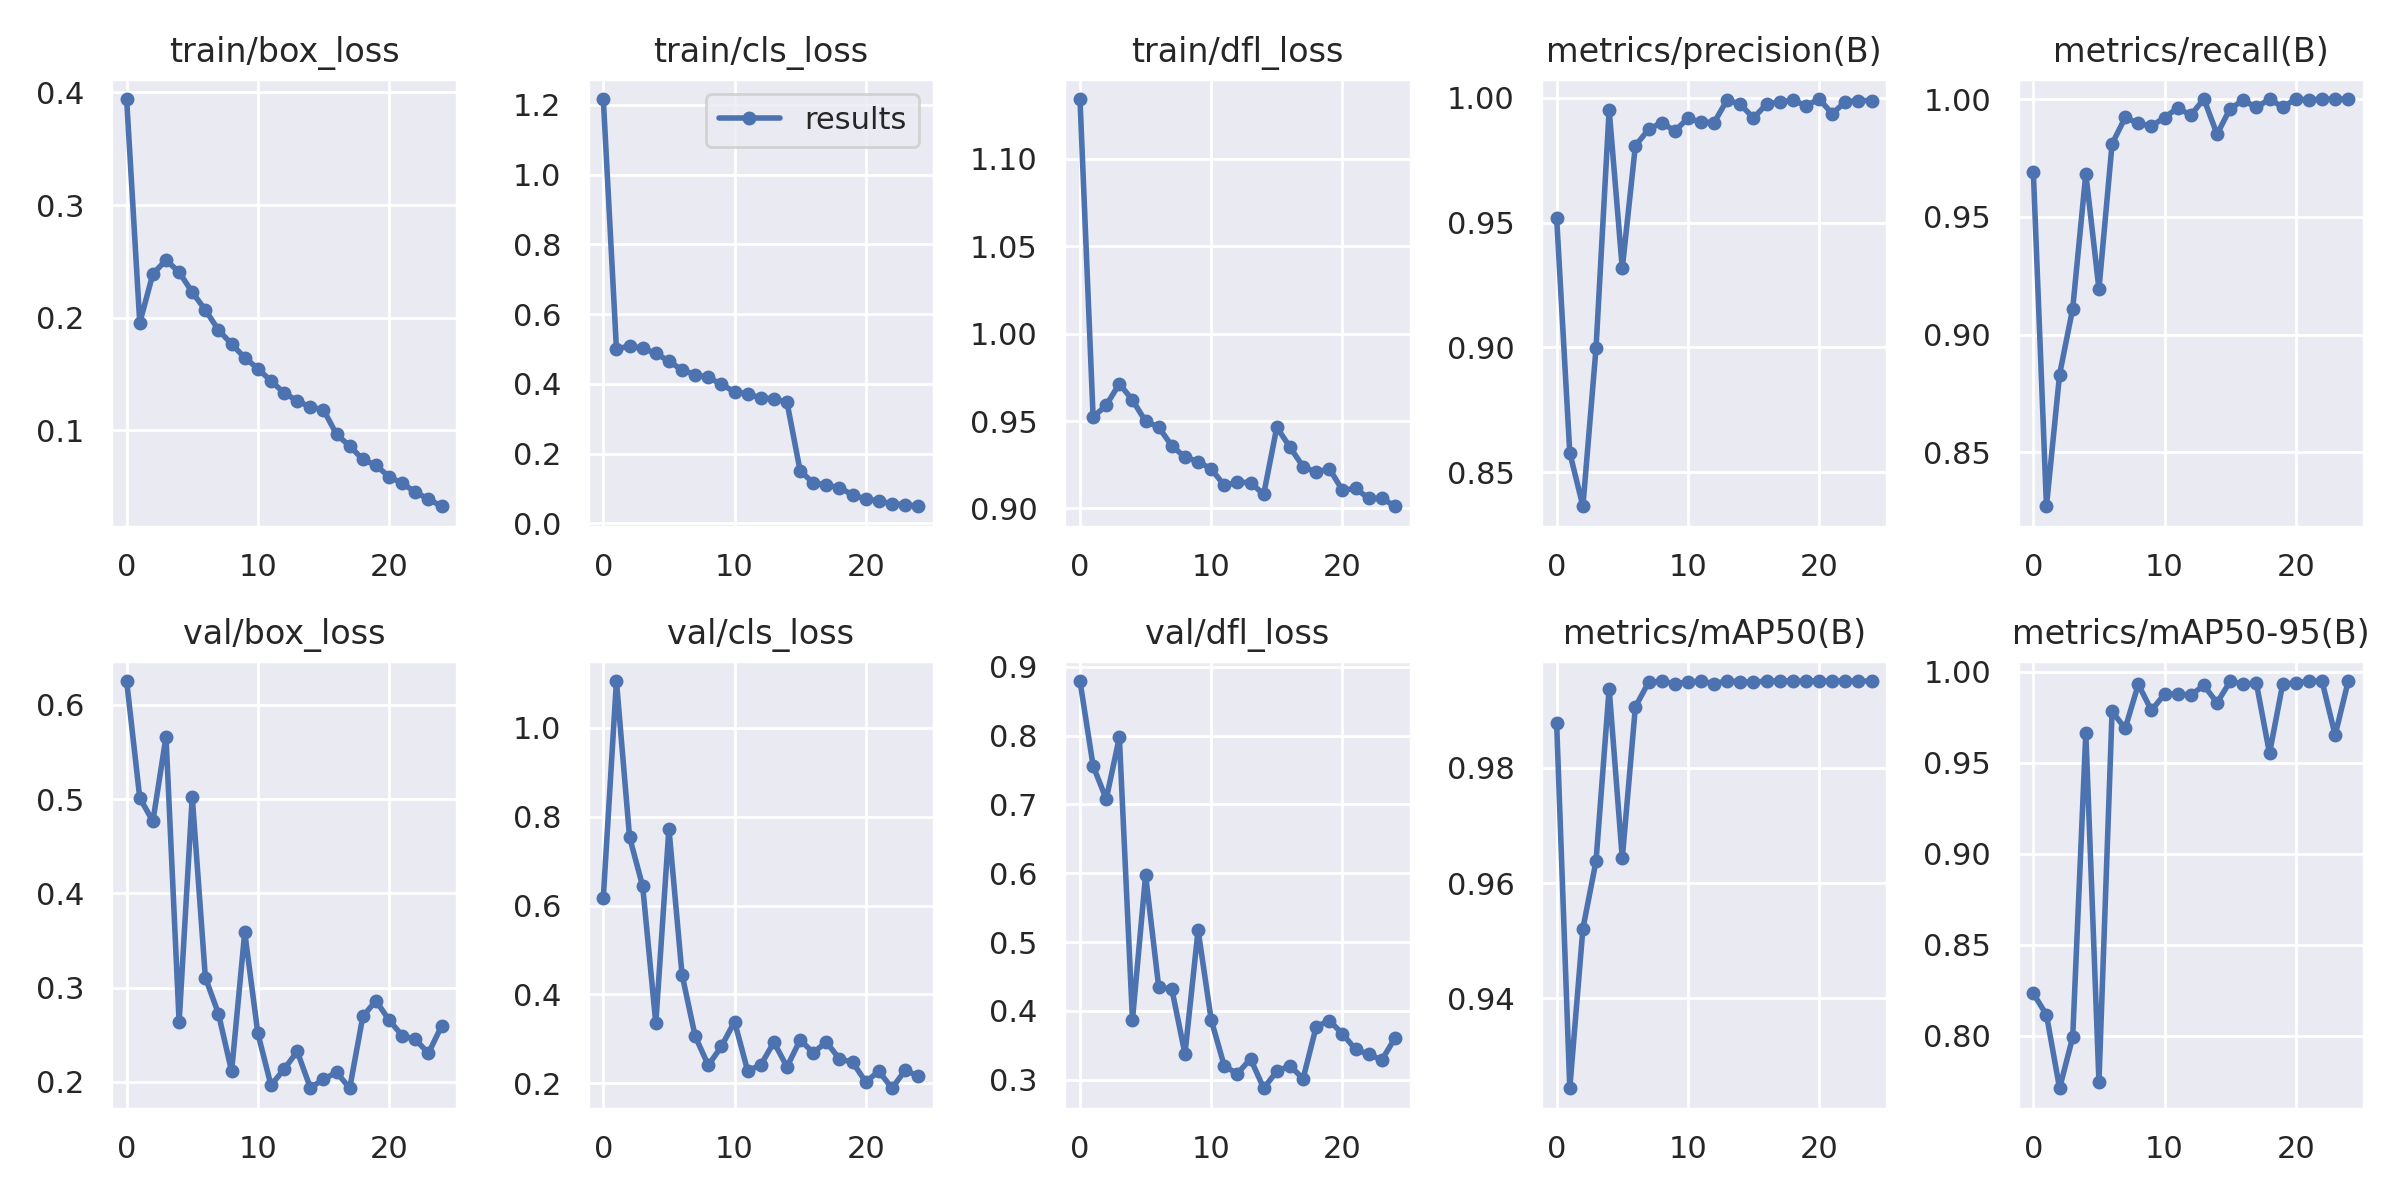 train/box_loss
0.4
0.3
0.2
0.1
0 10 20
train/cls_loss
results
1.2
1.0
0.8
0.6
0.4
0.2
0.0
0 10 20
train/dfl_loss
1.10
1.05
1.00
0.95
0.90
0 10 20
metrics/precision(B)
1.00
0.95
0.90
0.85
0 10 20
metrics/recall(B)
1.00
0.95
0.90
0.85
0 10 20
val/box_loss
0.6
0.5
0.4
0.3
0.2
0 10 20
val/cls_loss
1.0
0.8
0.6
0.4
0.2
0 10 20
val/dfl_loss
0.9
0.8
0.7
0.6
0.5
0.4
0.3
0 10 20
metrics/mAP50(B)
0.98
0.96
0.94
0 10 20
metrics/mAP50-95(B)
1.00
0.95
0.90
0.85
0.80
0 10 20